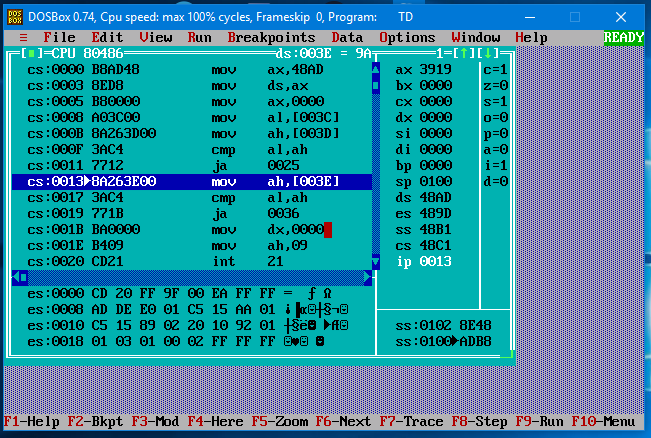 DOSBox 0.74, Cpu speed: max 100% cycles, Frameskip 0, Program: TD
≡ File Edit View Run Breakpoints Data Options Window Help READY
[■]=CPU 80486 ds:003E = 9A 1=[↑][↓]
cs:0000 B8AD48 mov ax,48AD ax 3919 c=1
cs:0003 8ED8 mov ds,ax bx 0000 z=0
cs:0005 B80000 mov ax,0000 cx 0000 s=1
cs:0008 A03C00 mov al,[003C] dx 0000 o=0
cs:000B 8A263D00 mov ah,[003D] si 0000 p=0
cs:000F 3AC4 cmp al,ah di 0000 a=0
cs:0011 7712 ja 0025 bp 0000 i=1
cs:0013►8A263E00 mov ah,[003E] sp 0100 d=0
cs:0017 3AC4 cmp al,ah ds 48AD
cs:0019 771B ja 0036 es 489D
cs:001B BA0000 mov dx,0000 ss 48B1
cs:001E B409 mov ah,09 cs 48C1
cs:0020 CD21 int 21 ip 0013
es:0000 CD 20 FF 9F 00 EA FF FF = ƒ Ω
es:0008 AD DE E0 01 C5 15 AA 01
es:0010 C5 15 89 02 20 10 92 01 ss:0102 8E48
es:0018 01 03 01 00 02 FF FF FF ss:0100►ADB8
F1-Help F2-Bkpt F3-Mod F4-Here F5-Zoom F6-Next F7-Trace F8-Step F9-Run F10-Menu